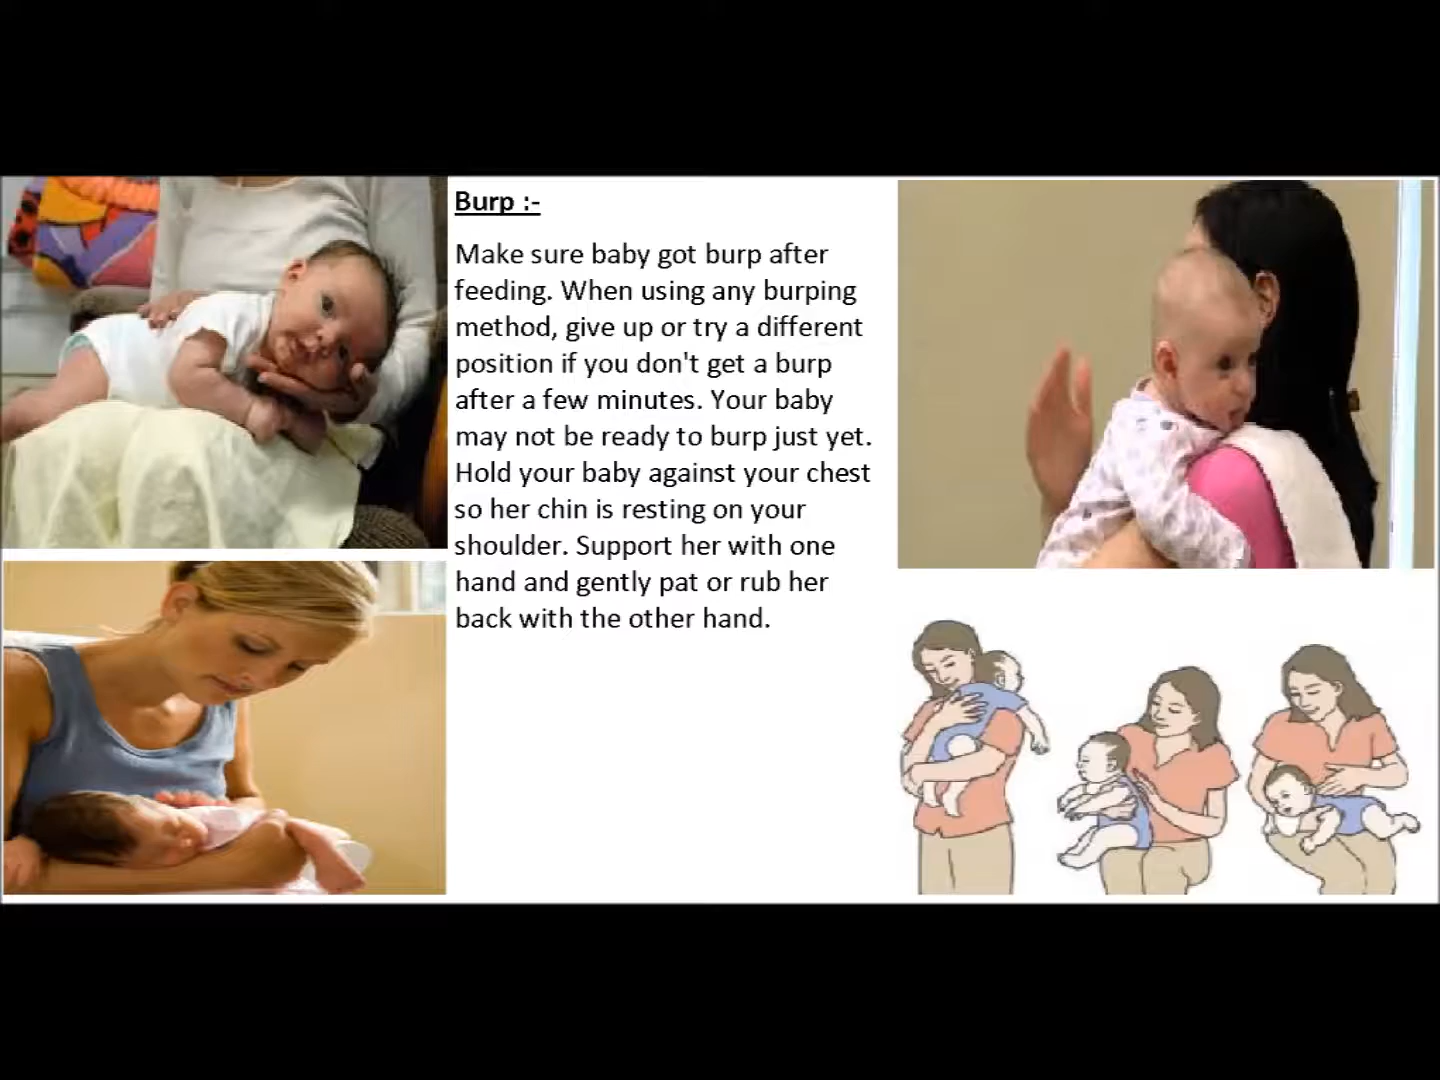 Burp :-
Make sure baby got burp after
feeding. When using any burping
method, give up or try a different
position if you don't get a burp
after a few minutes. Your baby
may not be ready to burp just yet.
Hold your baby against your chest
so her chin is resting on your
shoulder. Support her with one
hand and gently pat or rub her
back with the other hand.